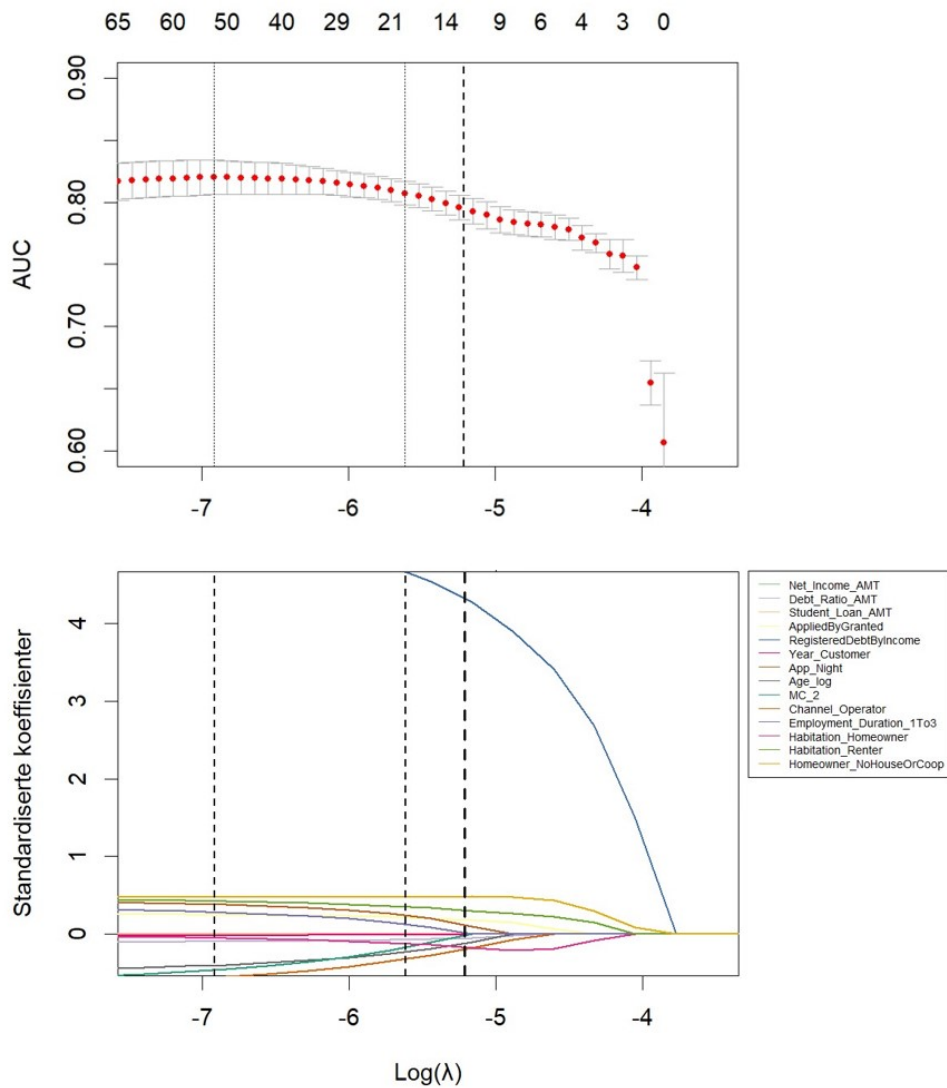 65 60 50 40 29 21 14 9 6 4 3 0
0.90
0.80
0.70
0.60
AUC
-7 -6 -5 -4
4
3
2
1
0
Standardiserte koeffisienter
-7 -6 -5 -4
Log(λ)
Net_Income_AMT
Debt_Ratio_AMT
Student_Loan_AMT
AppliedByGranted
RegisteredDebtByIncome
Year_Customer
App_Night
Age_log
MC_2
Channel_Operator
Employment_Duration_1To3
Habitation_Homeowner
Habitation_Renter
Homeowner_NoHouseOrCoop